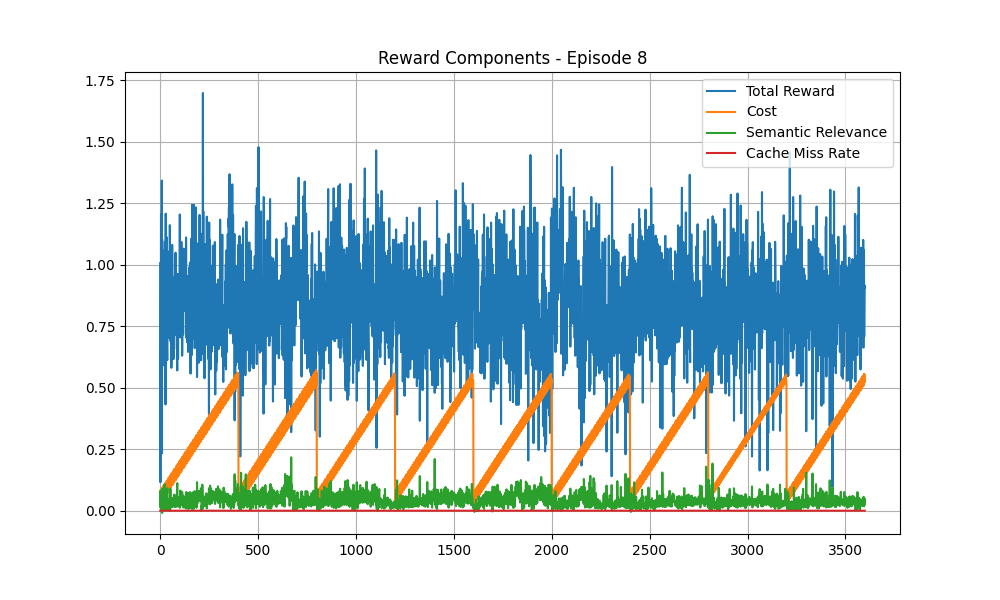 Reward Components - Episode 8
1.75
1.50
1.25
1.00
0.75
0.50
0.25
0.00
Total Reward
Cost
Semantic Relevance
Cache Miss Rate
0 500 1000 1500 2000 2500 3000 3500